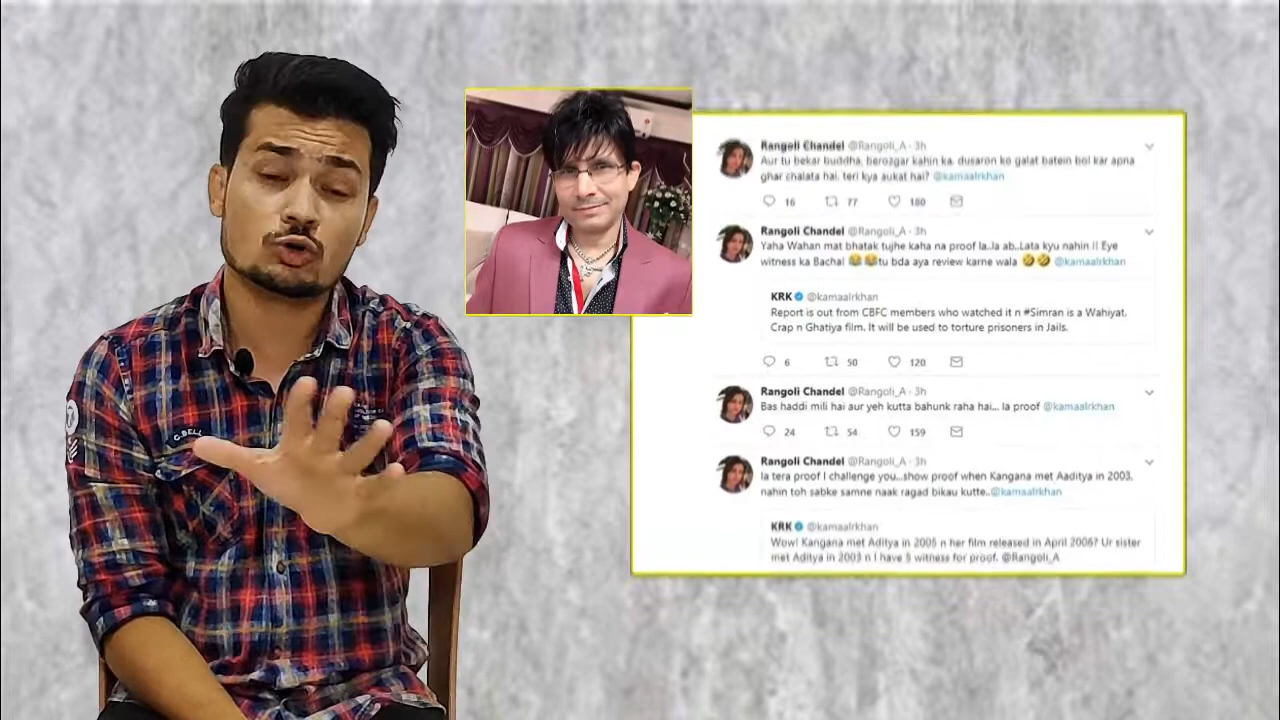 C.BELL
Rangoli Chandel @Rangoli_A · 3h
Aur tu bekar buddha, berozgar kahin ka, dusaron ko galat batein bol kar apna
ghar chalata hai, teri kya aukat hai? @kamaalrkhan
16 77 180
Rangoli Chandel @Rangoli_A · 3h
Yaha Wahan mat bhatak tujhe kaha na proof la..la ab..Lata kyu nahin !! Eye
witness ka Bacha! 😂😂tu bda aya review karne wala 🤣🤣 @kamaalrkhan
KRK @kamaalrkhan
Report is out from CBFC members who watched it n #Simran is a Wahiyat,
Crap n Ghatiya film. It will be used to torture prisoners in Jails.
6 50 120
Rangoli Chandel @Rangoli_A · 3h
Bas haddi mili hai aur yeh kutta bahunk raha hai... la proof @kamaalrkhan
24 54 159
Rangoli Chandel @Rangoli_A · 3h
la tera proof I challenge you...show proof when Kangana met Aaditya in 2003,
nahin toh sabke samne naak ragad bikau kutte..@kamaalrkhan
KRK @kamaalrkhan
Wow! Kangana met Aditya in 2005 n her film released in April 2006? Ur sister
met Aditya in 2003 n I have 5 witness for proof. @Rangoli_A